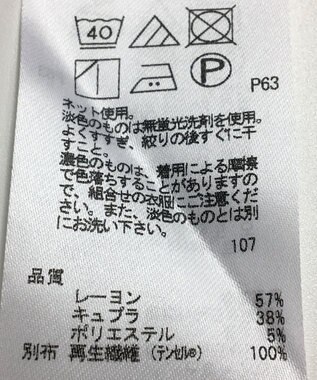 40
P
P63
ネット使用。
淡色のものは無蛍光洗剤を使用。
よくすすぎ、絞りの後すぐに干
すこと。
濃色のものは、着用による摩擦
で色落ちすることがありますの
で、組合せの衣服にご注意くだ
さい。また、淡色のものとは別
にお洗い下さい。
107
品質
レーヨン 57%
キュプラ 38%
ポリエステル 5%
別布 再生繊維 (テンセル®) 100%